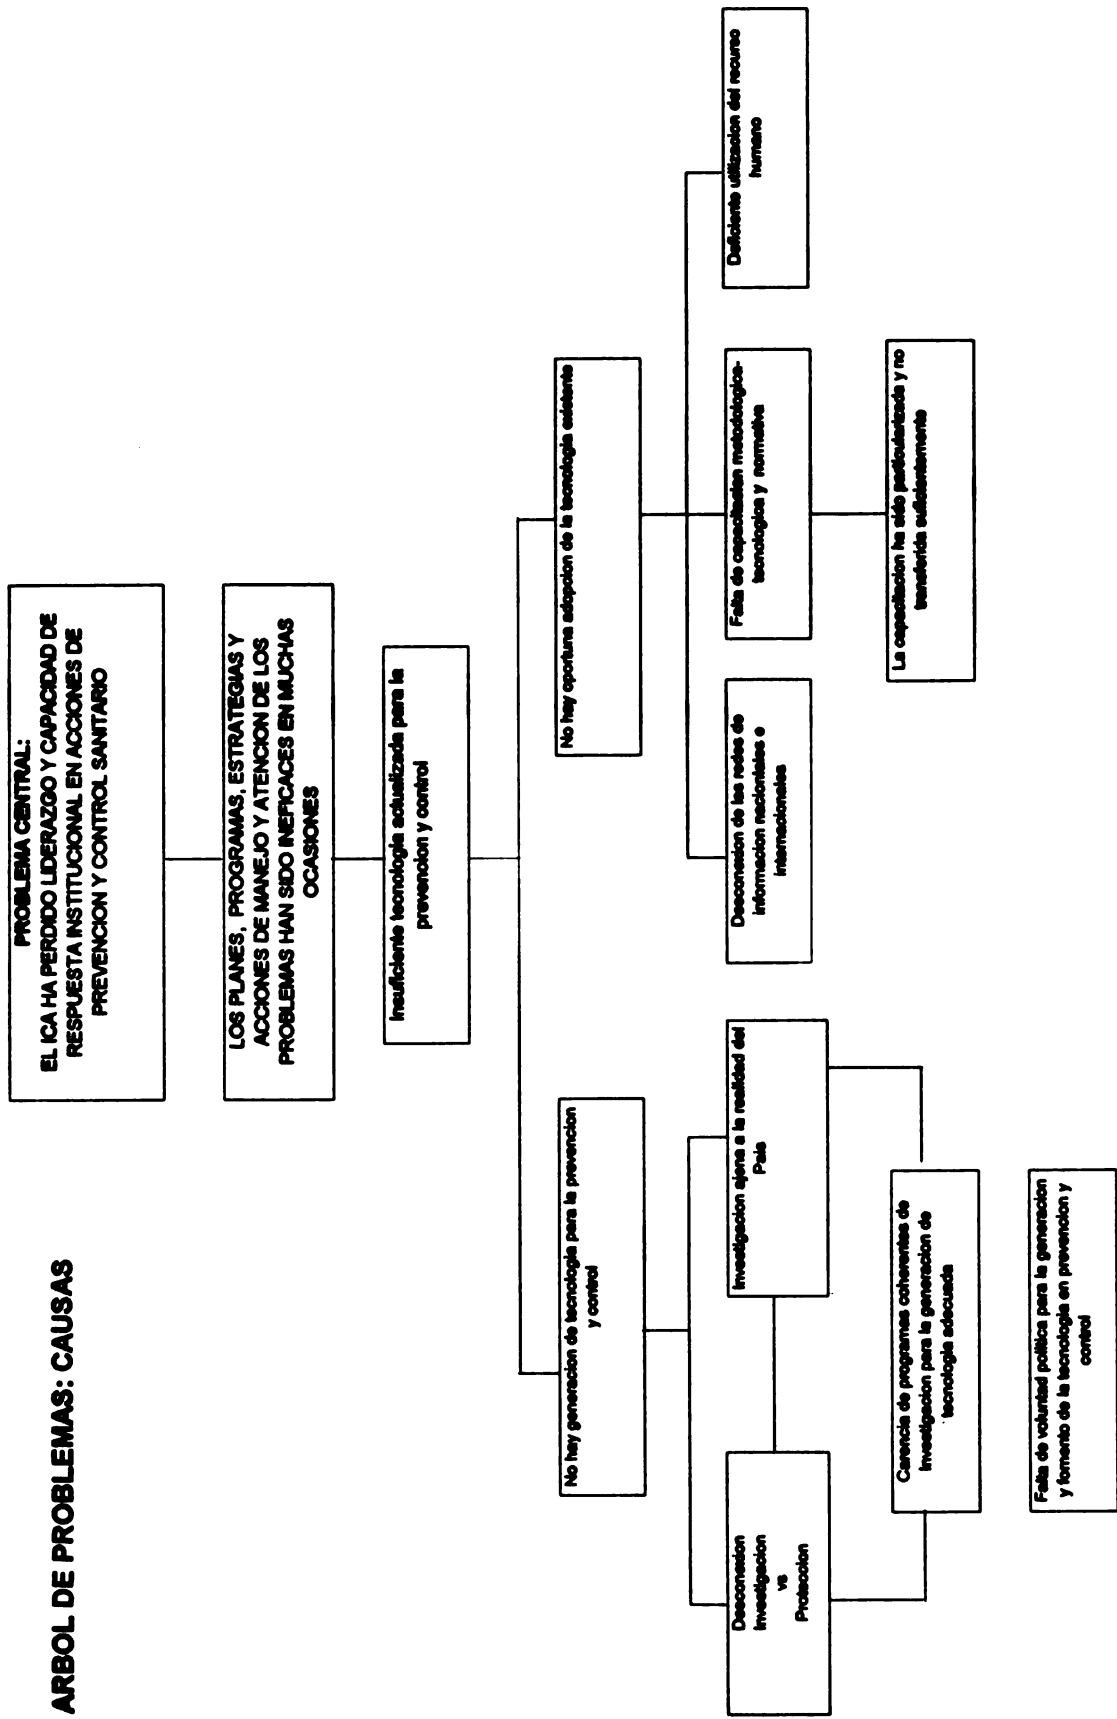 ARBOL DE PROBLEMAS: CAUSAS
PROBLEMA CENTRAL:
EL ICA HA PERDIDO LIDERAZGO Y CAPACIDAD DE
RESPUESTA INSTITUCIONAL EN ACCIONES DE
PREVENCION Y CONTROL SANITARIO
LOS PLANES, PROGRAMAS, ESTRATEGIAS Y
ACCIONES DE MANEJO Y ATENCION DE LOS
PROBLEMAS HAN SIDO INEFICACES EN MUCHAS
OCASIONES
Insuficiente tecnologia actualizada para la
prevencion y control
No hay generacion de tecnologia para la prevencion
y control
No hay oportuna adopcion de la tecnologia existente
Desconexion
Investigacion
vs
Proteccion
Investigacion ajena a la realidad del
Pais
Desconexion de las redes de
informacion nacionales e
internacionales
Falta de capacitacion metodologica-
tecnologica y normativa
Deficiente utilizacion del recurso
humano
Carencia de programas coherentes de
investigacion para la generacion de
tecnologia adecuada
La capacitacion ha sido particularizada y no
transferida suficientemente
Falta de voluntad política para la generacion
y fomento de la tecnologia en prevencion y
control